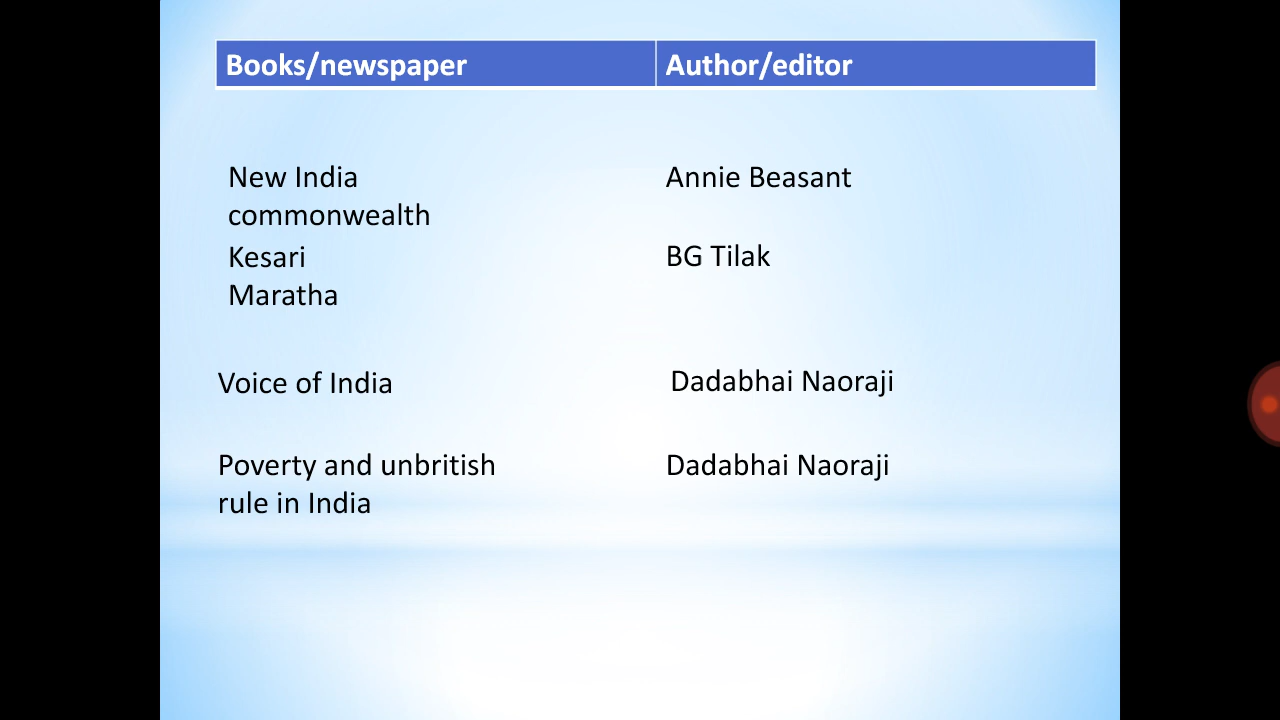 Books/newspaper Author/editor
New India Annie Beasant
commonwealth
Kesari BG Tilak
Maratha
Voice of India Dadabhai Naoraji
Poverty and unbritish Dadabhai Naoraji
rule in India